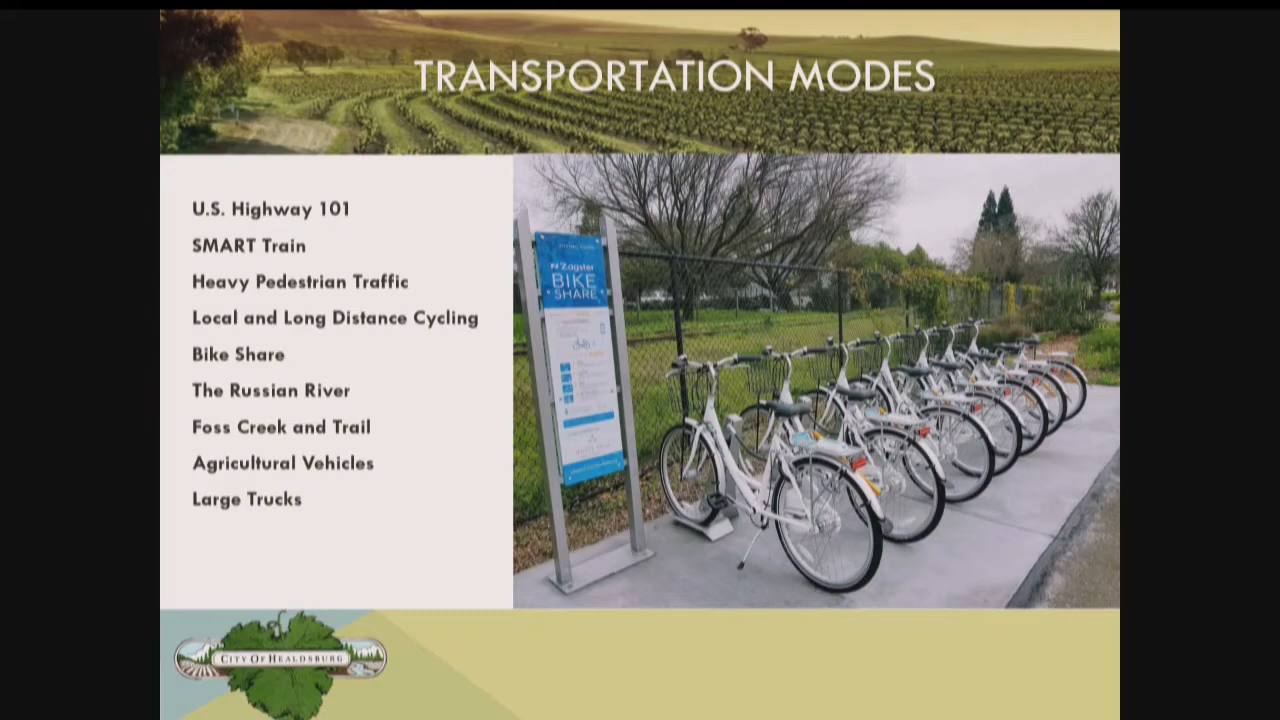 TRANSPORTATION MODES
U.S. Highway 101
SMART Train
Heavy Pedestrian Traffic
Local and Long Distance Cycling
Bike Share
The Russian River
Foss Creek and Trail
Agricultural Vehicles
Large Trucks
Zagster
BIKE
SHARE
CITY OF HEALDSBURG